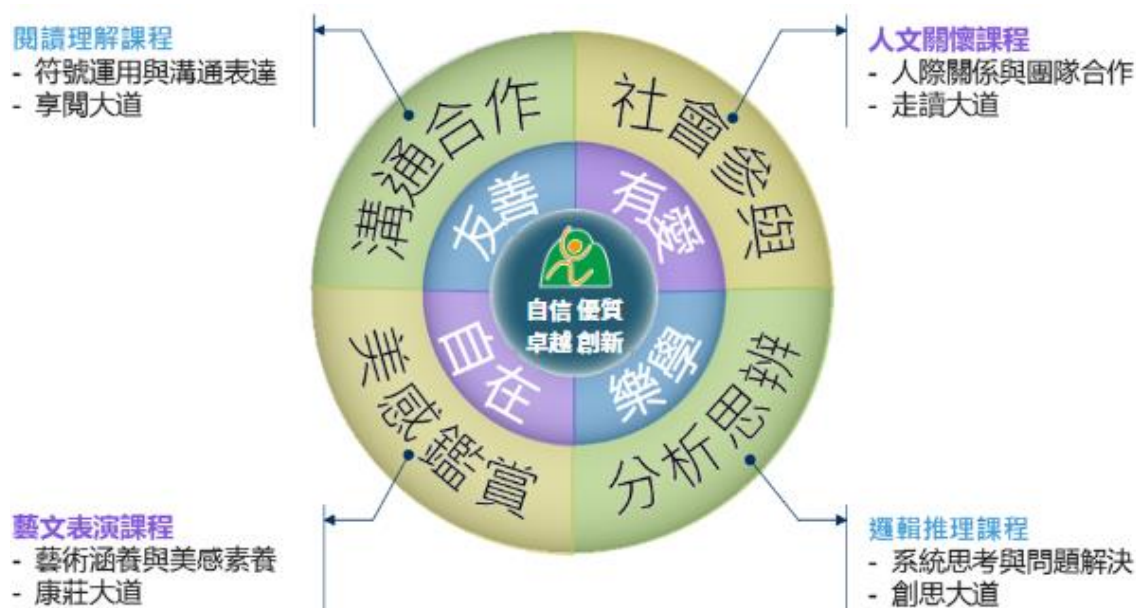 閱讀理解課程
- 符號運用與溝通表達
- 享閱大道
人文關懷課程
- 人際關係與團隊合作
- 走讀大道
溝通合作
社會參與
友善
有愛
自信 優質
卓越 創新
自在
樂學
美感鑑賞
分析思辨
藝文表演課程
- 藝術涵養與美感素養
- 康莊大道
邏輯推理課程
- 系統思考與問題解決
- 創思大道